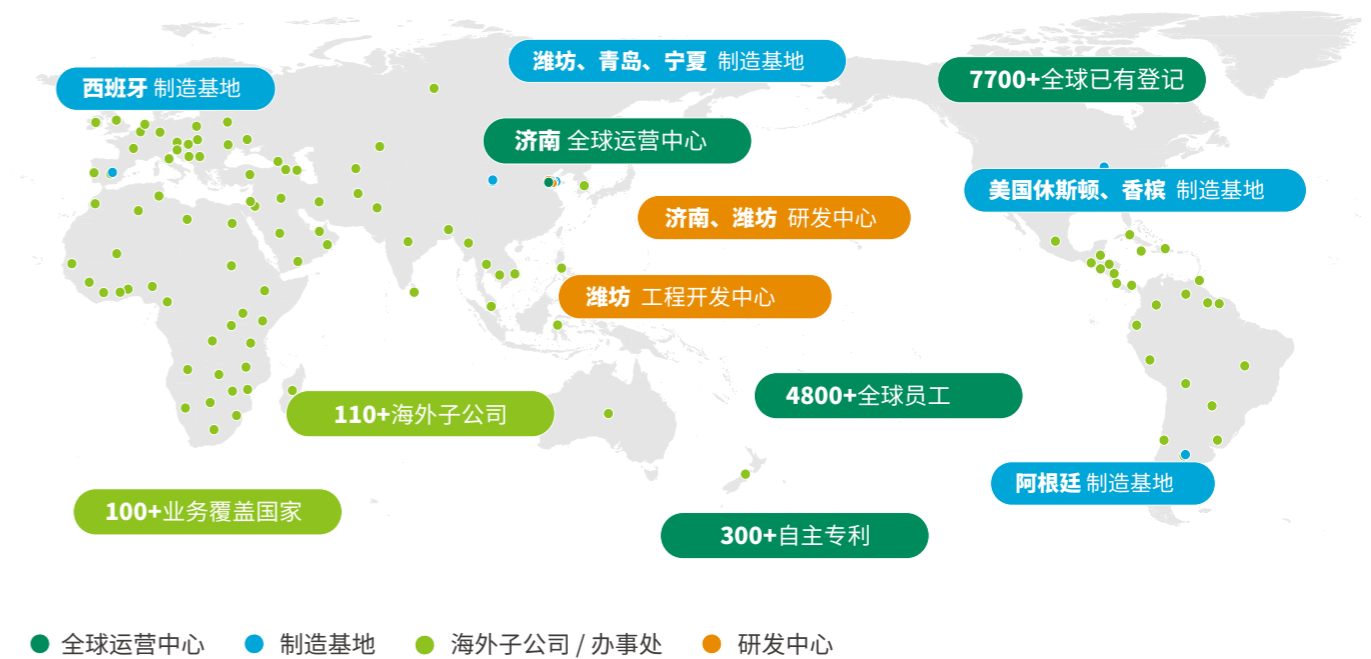 潍坊、青岛、宁夏 制造基地
西班牙 制造基地
7700+全球已有登记
济南 全球运营中心
美国休斯顿、香槟 制造基地
济南、潍坊 研发中心
潍坊 工程开发中心
4800+全球员工
110+海外子公司
阿根廷 制造基地
100+业务覆盖国家
300+自主专利
全球运营中心 制造基地 海外子公司 / 办事处 研发中心